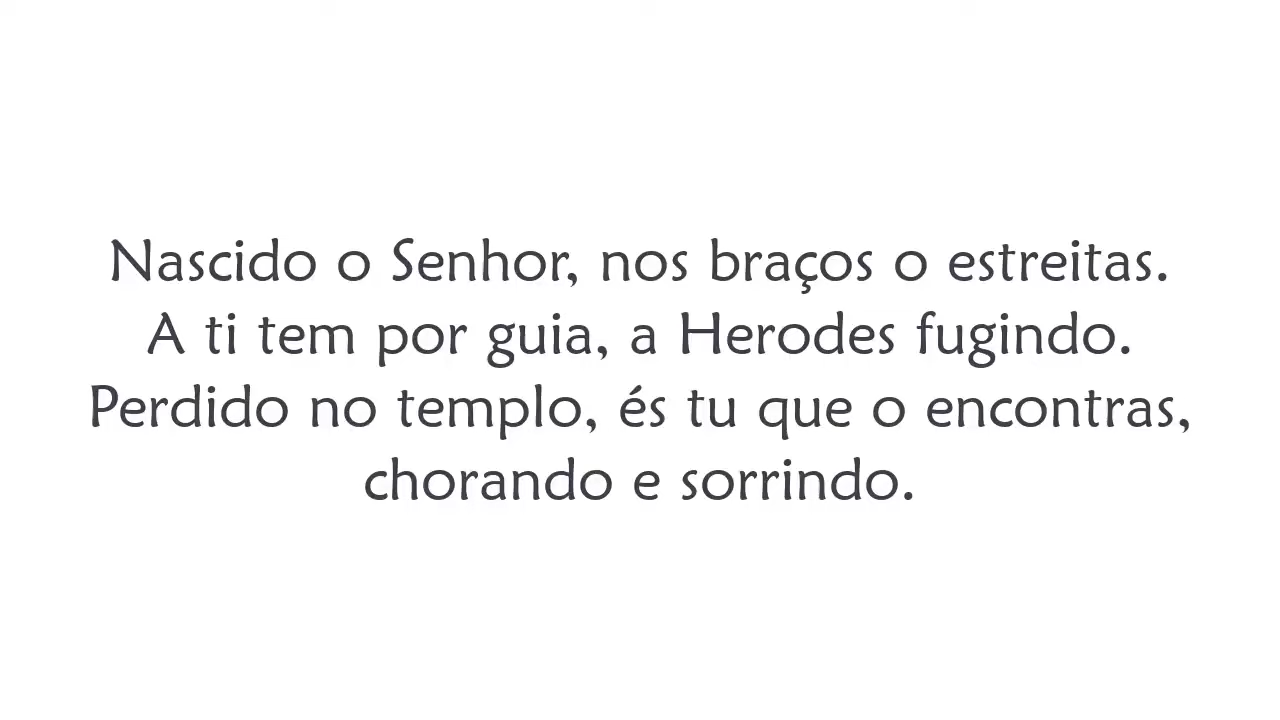 Nascido o Senhor, nos braços o estreitas.
A ti tem por guia, a Herodes fugindo.
Perdido no templo, és tu que o encontras,
chorando e sorrindo.